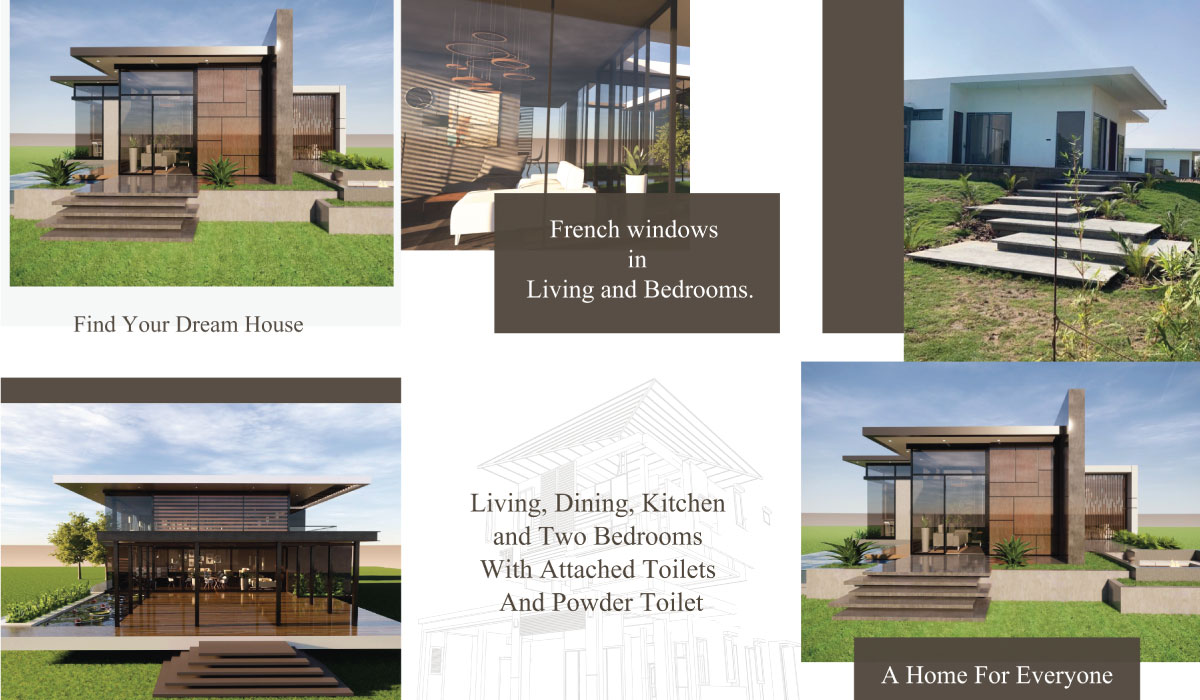 Find Your Dream House
French windows
in
Living and Bedrooms.
Living, Dining, Kitchen
and Two Bedrooms
With Attached Toilets
And Powder Toilet
A Home For Everyone